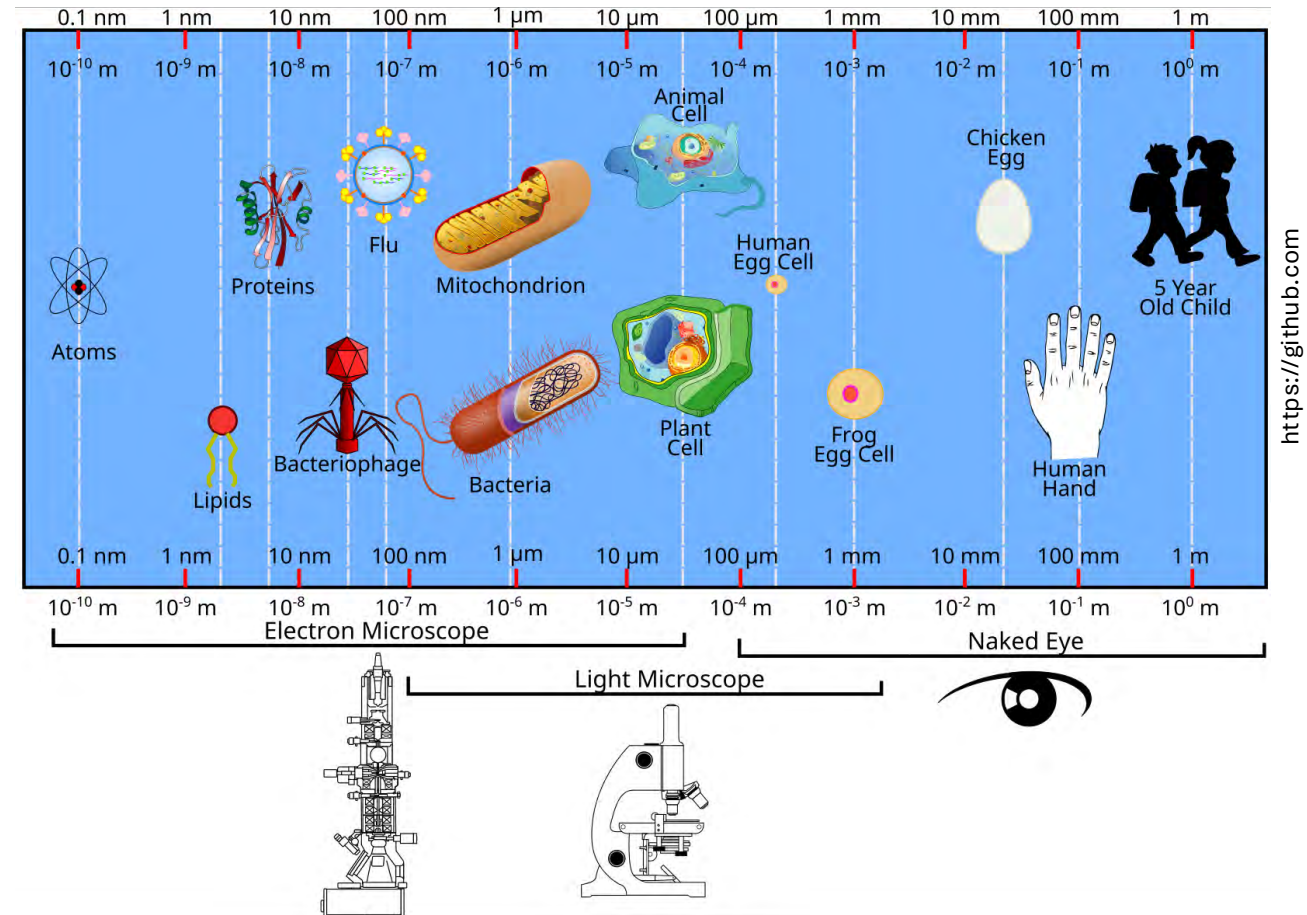 0.1 nm 1 nm 10 nm 100 nm 1 µm 10 µm 100 µm 1 mm 10 mm 100 mm 1 m
10⁻¹⁰ m 10⁻⁹ m 10⁻⁸ m 10⁻⁷ m 10⁻⁶ m 10⁻⁵ m 10⁻⁴ m 10⁻³ m 10⁻² m 10⁻¹ m 10⁰ m
Animal
Cell
Chicken
Egg
Flu
Human
Egg Cell
Proteins
Mitochondrion
5 Year
Old Child
Atoms
Plant
Cell
Frog
Egg Cell
Bacteriophage
Human
Hand
Bacteria
Lipids
0.1 nm 1 nm 10 nm 100 nm 1 µm 10 µm 100 µm 1 mm 10 mm 100 mm 1 m
10⁻¹⁰ m 10⁻⁹ m 10⁻⁸ m 10⁻⁷ m 10⁻⁶ m 10⁻⁵ m 10⁻⁴ m 10⁻³ m 10⁻² m 10⁻¹ m 10⁰ m
Electron Microscope
Naked Eye
Light Microscope
https://github.com